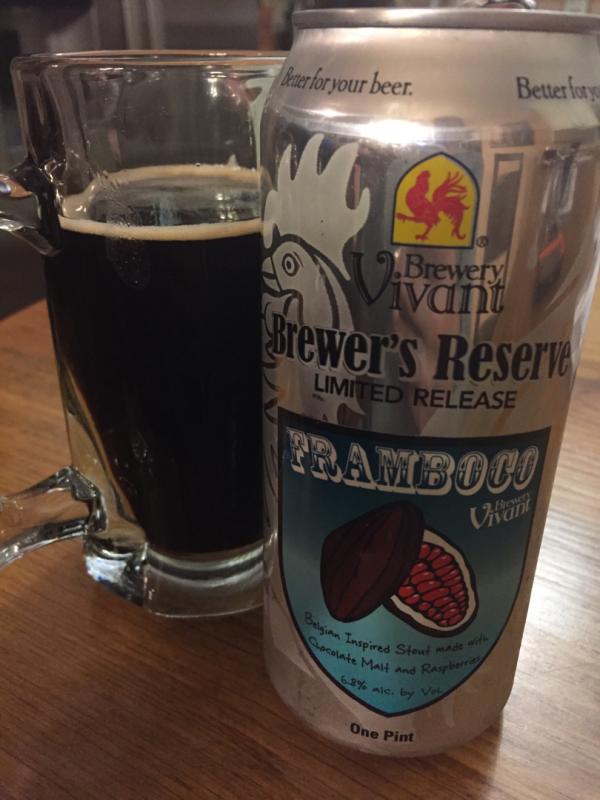 Better for your beer.
Better for yo
®
Brewery
Vivant
Brewer's Reserve
LIMITED RELEASE
FRAMBOCO
Brewery
Vivant
Belgian Inspired Stout made with
Chocolate Malt and Raspberries
6.8% alc. by Vol.
One Pint